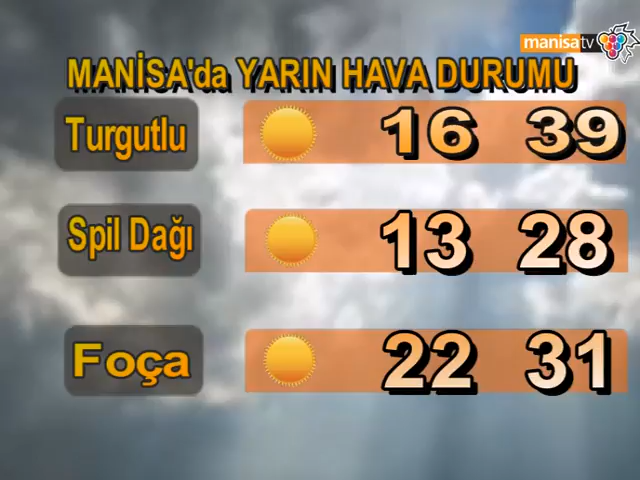 manisatv
MANİSA'da YARIN HAVA DURUMU
Turgutlu 16 39
Spil Dağı 13 28
Foça 22 31